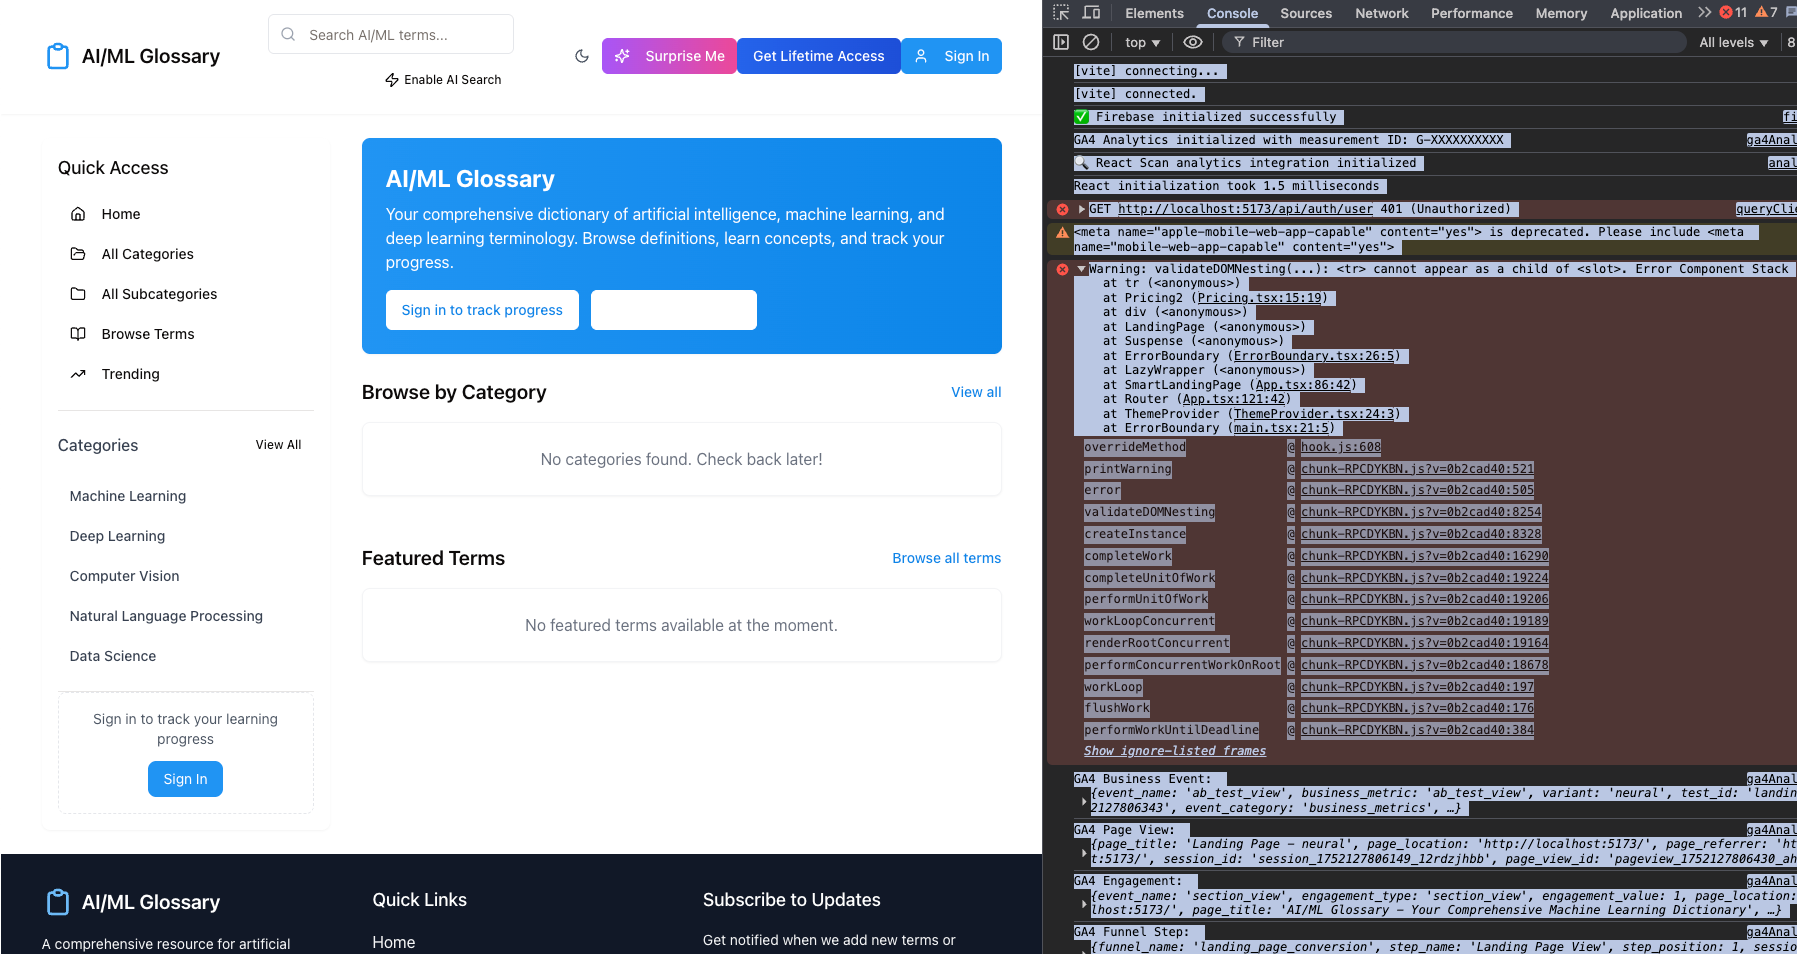 AI/ML Glossary
Search AI/ML terms...
Enable AI Search
Surprise Me
Get Lifetime Access
Sign In
Quick Access
Home
All Categories
All Subcategories
Browse Terms
Trending
Categories
View All
Machine Learning
Deep Learning
Computer Vision
Natural Language Processing
Data Science
Sign in to track your learning
progress
Sign In
AI/ML Glossary
Your comprehensive dictionary of artificial intelligence, machine learning, and
deep learning terminology. Browse definitions, learn concepts, and track your
progress.
Sign in to track progress
Browse by Category
View all
No categories found. Check back later!
Featured Terms
Browse all terms
No featured terms available at the moment.
AI/ML Glossary
A comprehensive resource for artificial
Quick Links
Home
Subscribe to Updates
Get notified when we add new terms or
Elements Console Sources Network Performance Memory Application 11 7
top Filter All levels 8
[vite] connecting...
[vite] connected.
✅ Firebase initialized successfully fi
GA4 Analytics initialized with measurement ID: G-XXXXXXXXXX ga4Anal
🔍 React Scan analytics integration initialized anal
React initialization took 1.5 milliseconds
GET http://localhost:5173/api/auth/user 401 (Unauthorized) queryClie
<meta name="apple-mobile-web-app-capable" content="yes"> is deprecated. Please include <meta
name="mobile-web-app-capable" content="yes">
Warning: validateDOMNesting(...): <tr> cannot appear as a child of <slot>. Error Component Stack
at tr (<anonymous>)
at Pricing2 (Pricing.tsx:15:19)
at div (<anonymous>)
at LandingPage (<anonymous>)
at Suspense (<anonymous>)
at ErrorBoundary (ErrorBoundary.tsx:26:5)
at LazyWrapper (<anonymous>)
at SmartLandingPage (App.tsx:86:42)
at Router (App.tsx:121:42)
at ThemeProvider (ThemeProvider.tsx:24:3)
at ErrorBoundary (main.tsx:21:5)
overrideMethod @ hook.js:608
printWarning @ chunk-RPCDYKBN.js?v=0b2cad40:521
error @ chunk-RPCDYKBN.js?v=0b2cad40:505
validateDOMNesting @ chunk-RPCDYKBN.js?v=0b2cad40:8254
createInstance @ chunk-RPCDYKBN.js?v=0b2cad40:8328
completeWork @ chunk-RPCDYKBN.js?v=0b2cad40:16290
completeUnitOfWork @ chunk-RPCDYKBN.js?v=0b2cad40:19224
performUnitOfWork @ chunk-RPCDYKBN.js?v=0b2cad40:19206
workLoopConcurrent @ chunk-RPCDYKBN.js?v=0b2cad40:19189
renderRootConcurrent @ chunk-RPCDYKBN.js?v=0b2cad40:19164
performConcurrentWorkOnRoot @ chunk-RPCDYKBN.js?v=0b2cad40:18678
workLoop @ chunk-RPCDYKBN.js?v=0b2cad40:197
flushWork @ chunk-RPCDYKBN.js?v=0b2cad40:176
performWorkUntilDeadline @ chunk-RPCDYKBN.js?v=0b2cad40:384
Show ignore-listed frames
GA4 Business Event: ga4Anal
{event_name: 'ab_test_view', business_metric: 'ab_test_view', variant: 'neural', test_id: 'landin
2127806343', event_category: 'business_metrics', …}
GA4 Page View: ga4Anal
{page_title: 'Landing Page – neural', page_location: 'http://localhost:5173/', page_referrer: 'ht
t:5173/', session_id: 'session_1752127806149_12rdzjhbb', page_view_id: 'pageview_1752127806430_ah
GA4 Engagement: ga4Anal
{event_name: 'section_view', engagement_type: 'section_view', engagement_value: 1, page_location:
lhost:5173/', page_title: 'AI/ML Glossary – Your Comprehensive Machine Learning Dictionary', …}
GA4 Funnel Step: ga4Anal
{funnel_name: 'landing_page_conversion', step_name: 'Landing Page View', step_position: 1, sessio